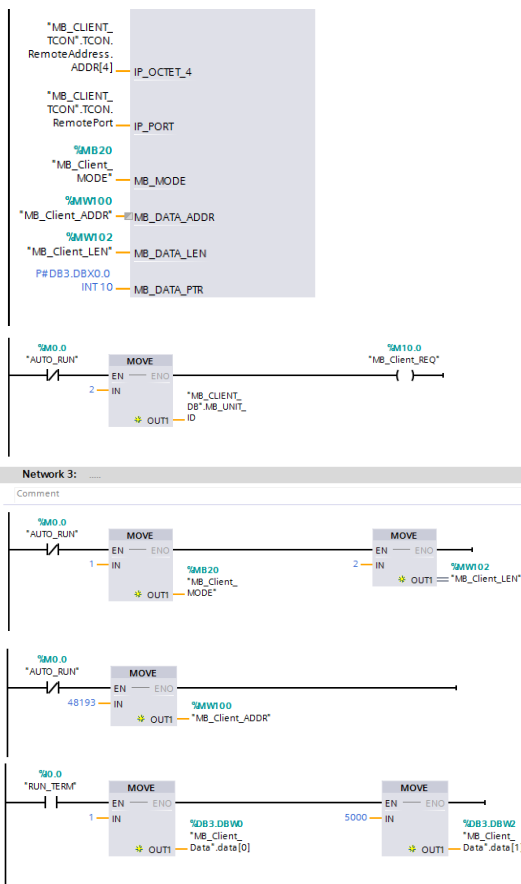 "MB_CLIENT_
TCON".TCON.
RemoteAddress.
ADDR[4]
IP_OCTET_4
"MB_CLIENT_
TCON".TCON.
RemotePort
IP_PORT
%MB20
"MB_Client_
MODE"
MB_MODE
%MW100
"MB_Client_ADDR"
MB_DATA_ADDR
%MW102
"MB_Client_LEN"
MB_DATA_LEN
P#DB3.DBX0.0
INT 10
MB_DATA_PTR
%M0.0
"AUTO_RUN"
MOVE
EN ENO
2 IN
OUT1
"MB_CLIENT_
DB".MB_UNIT_
ID
%M10.0
"MB_Client_REQ"
Network 3: ....
Comment
%M0.0
"AUTO_RUN"
MOVE
EN ENO
1 IN
OUT1
%MB20
"MB_Client_
MODE"
MOVE
EN ENO
2 IN
OUT1
%MW102
"MB_Client_LEN"
%M0.0
"AUTO_RUN"
MOVE
EN ENO
48193 IN
OUT1
%MW100
"MB_Client_ADDR"
%I0.0
"RUN_TERM"
MOVE
EN ENO
1 IN
OUT1
%DB3.DBW0
"MB_Client_
Data".data[0]
MOVE
EN ENO
5000 IN
OUT1
%DB3.DBW2
"MB_Client_
Data".data[1]